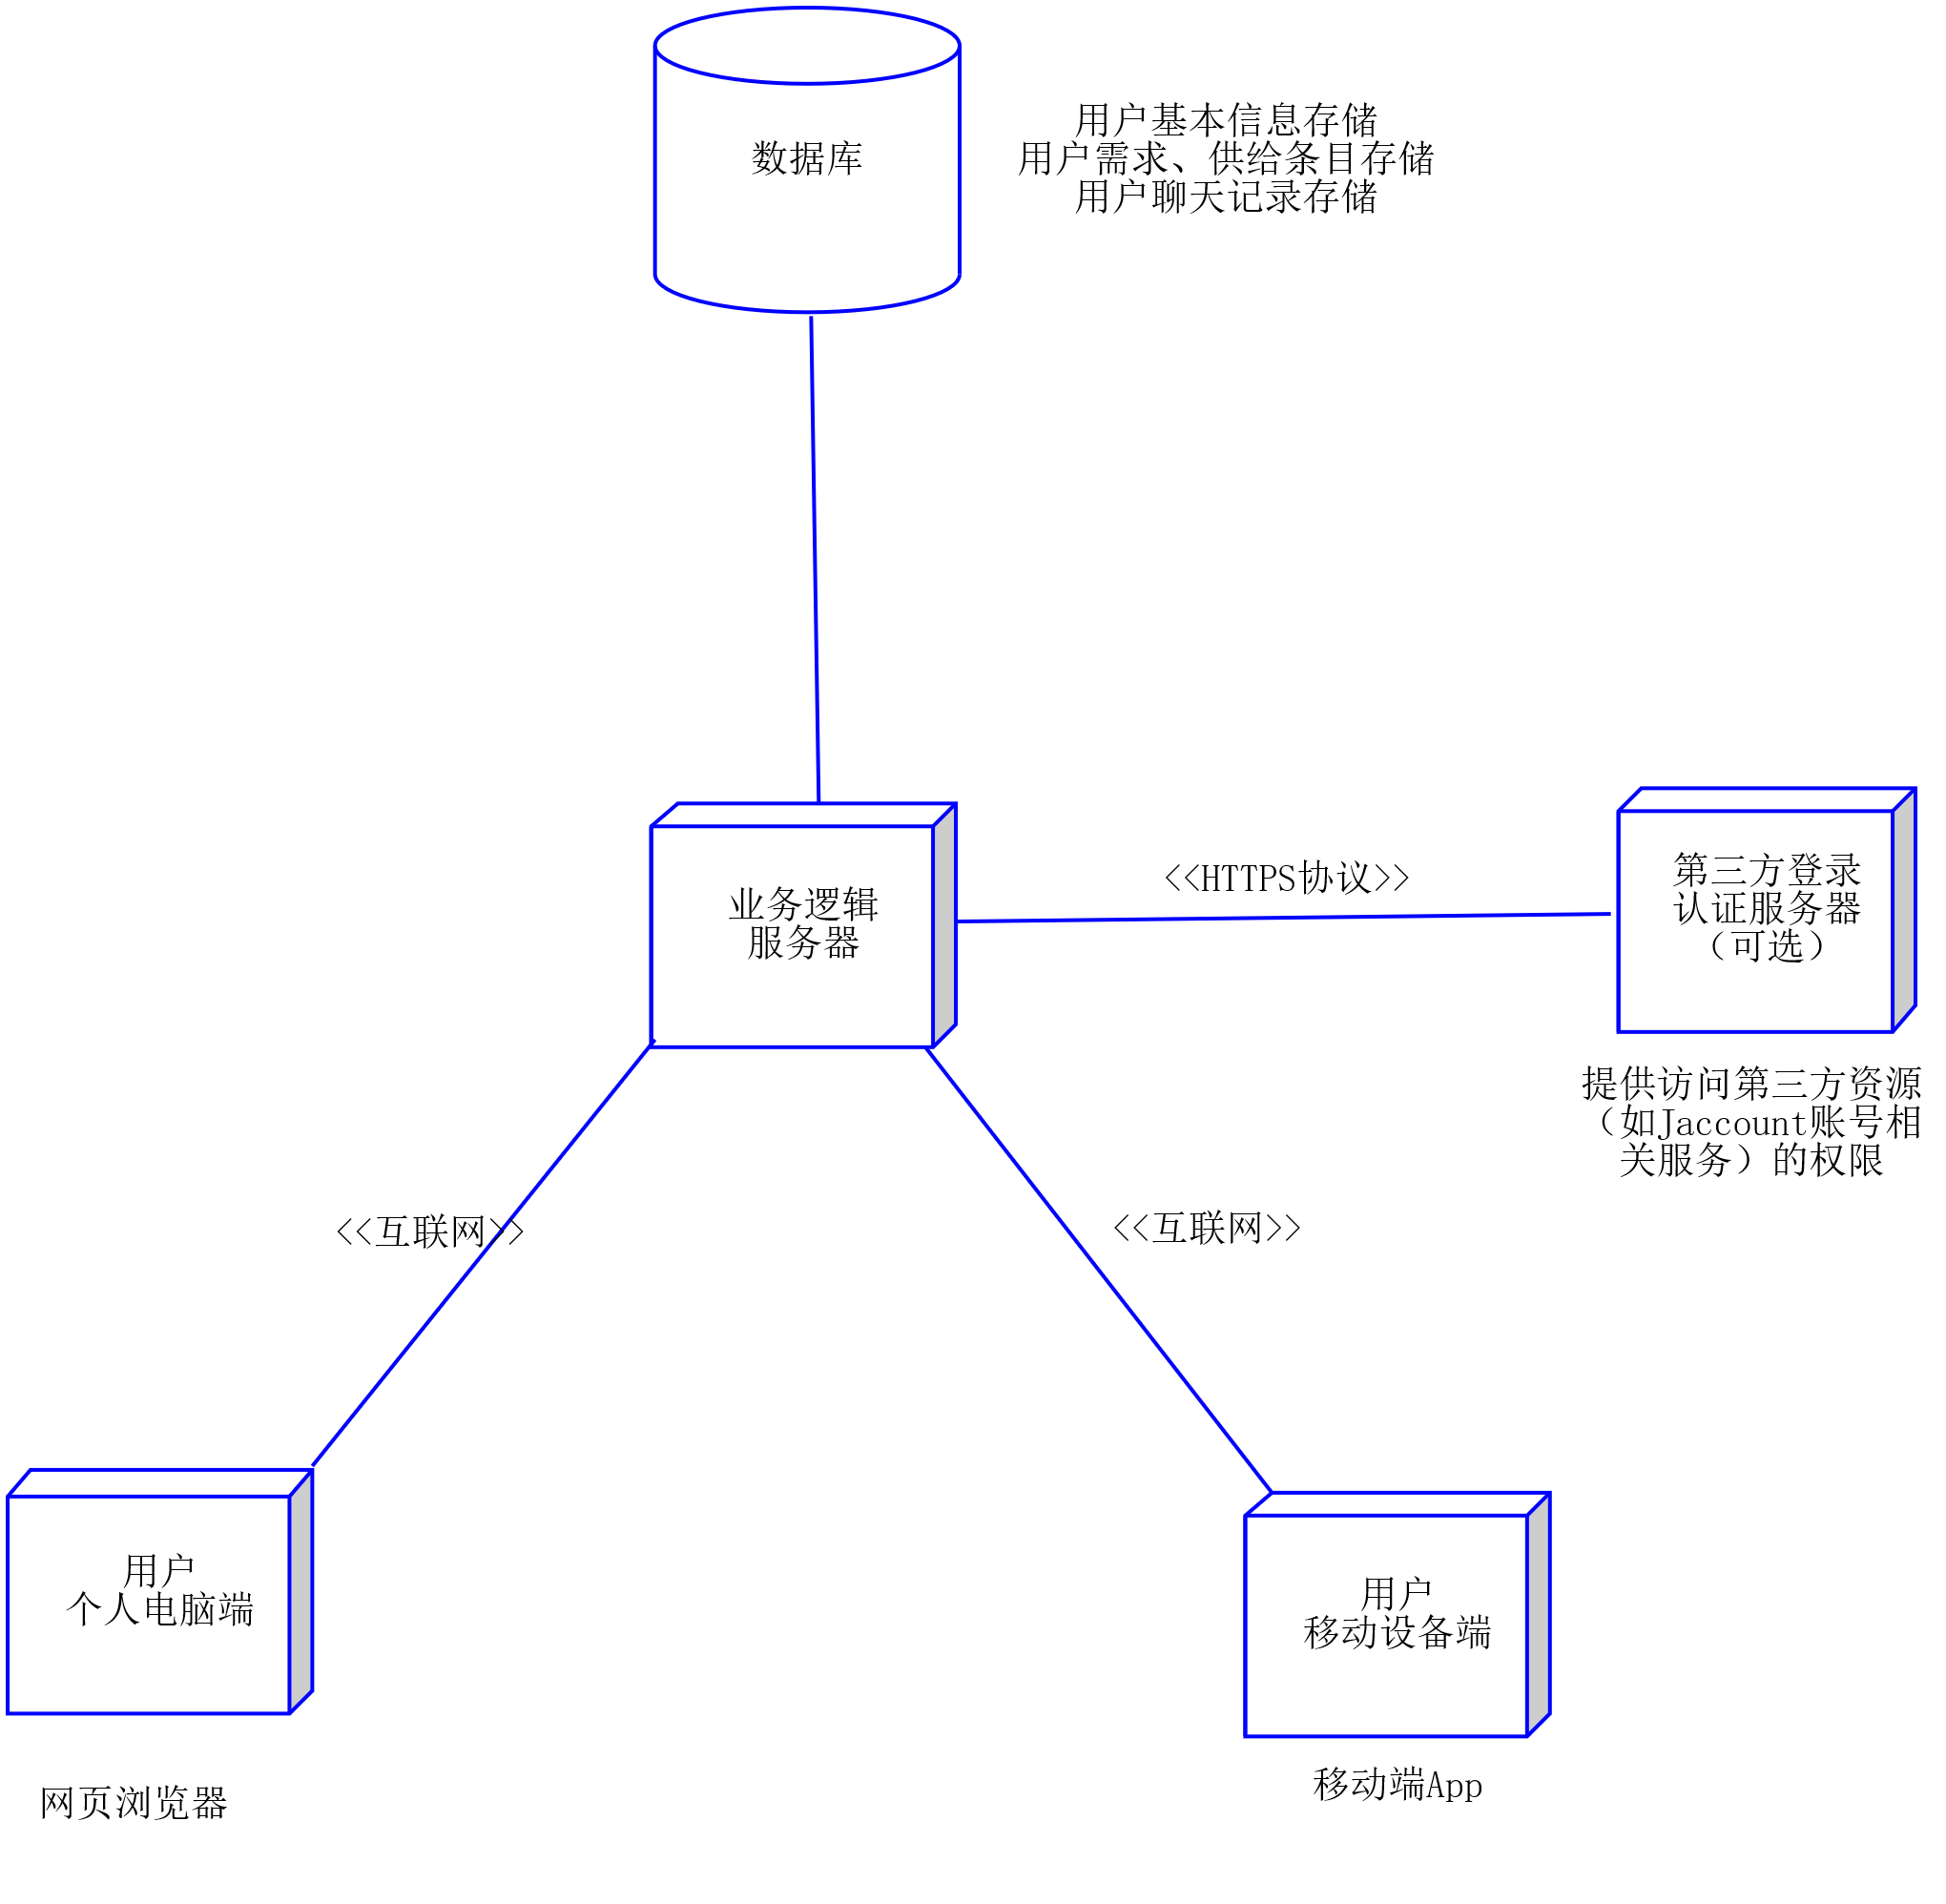 数据库
用户基本信息存储
用户需求、供给条目存储
用户聊天记录存储
业务逻辑
服务器
<<HTTPS协议>>
第三方登录
认证服务器
（可选）
提供访问第三方资源
（如Jaccount账号相
关服务）的权限
<<互联网>>
<<互联网>>
用户
个人电脑端
用户
移动设备端
网页浏览器
移动端App